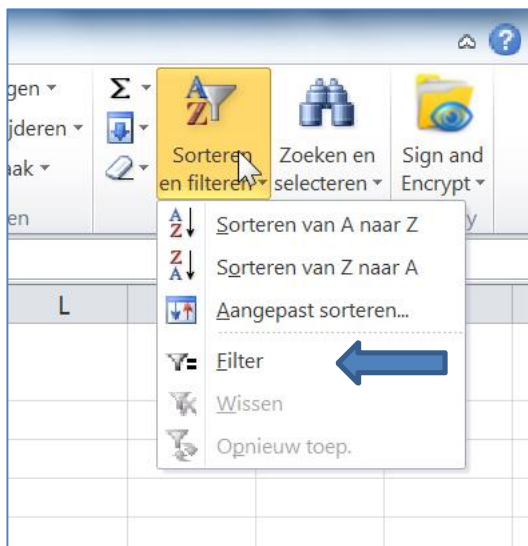 ?
gen
Σ
jderen
aak
en
A
Z
Sorteren
en filteren
Zoeken en
selecteren
Sign and
Encrypt
y
L
A
Z
Sorteren van A naar Z
Z
A
Sorteren van Z naar A
Aangepast sorteren...
Filter
Wissen
Opnieuw toep.